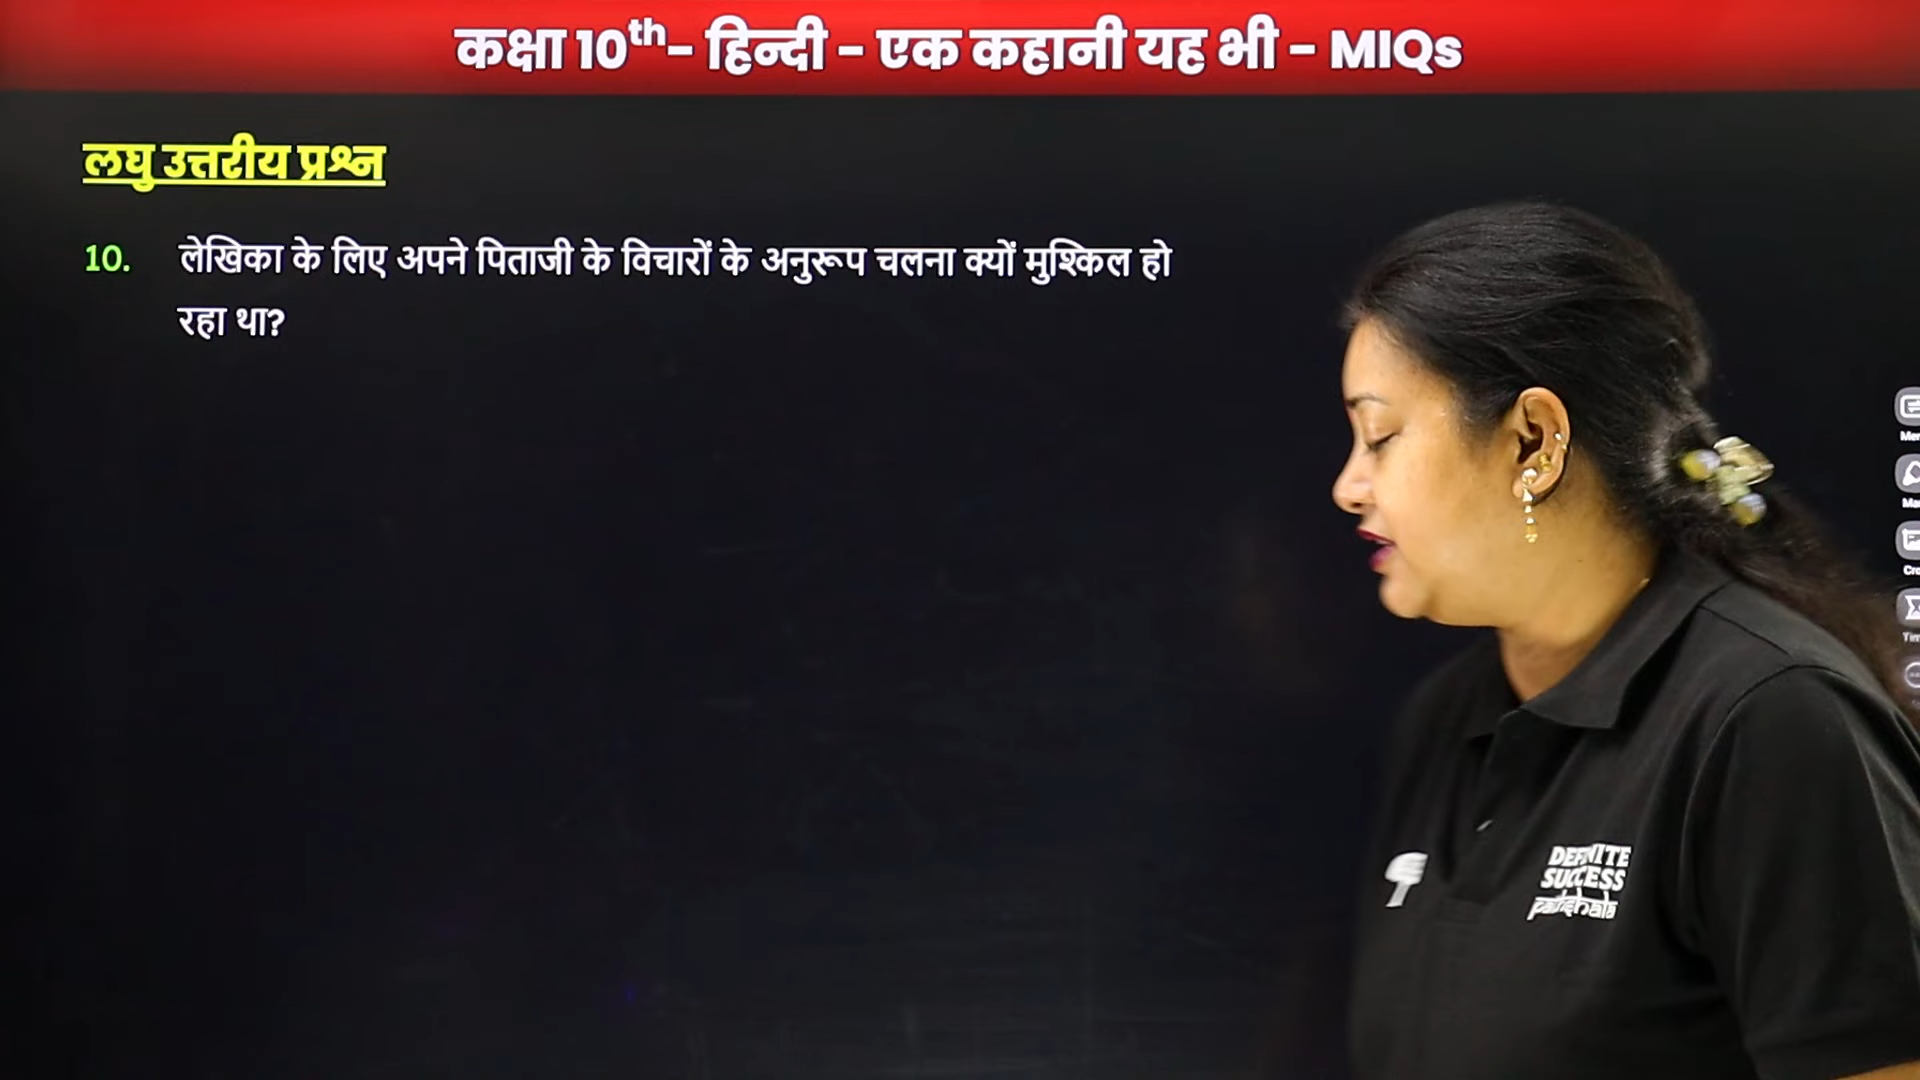 कक्षा 10th- हिन्दी - एक कहानी यह भी - MIQs
लघु उत्तरीय प्रश्न
10. लेखिका के लिए अपने पिताजी के विचारों के अनुरूप चलना क्यों मुश्किल हो
रहा था?
DEFINITE
SUCCESS
pathshala